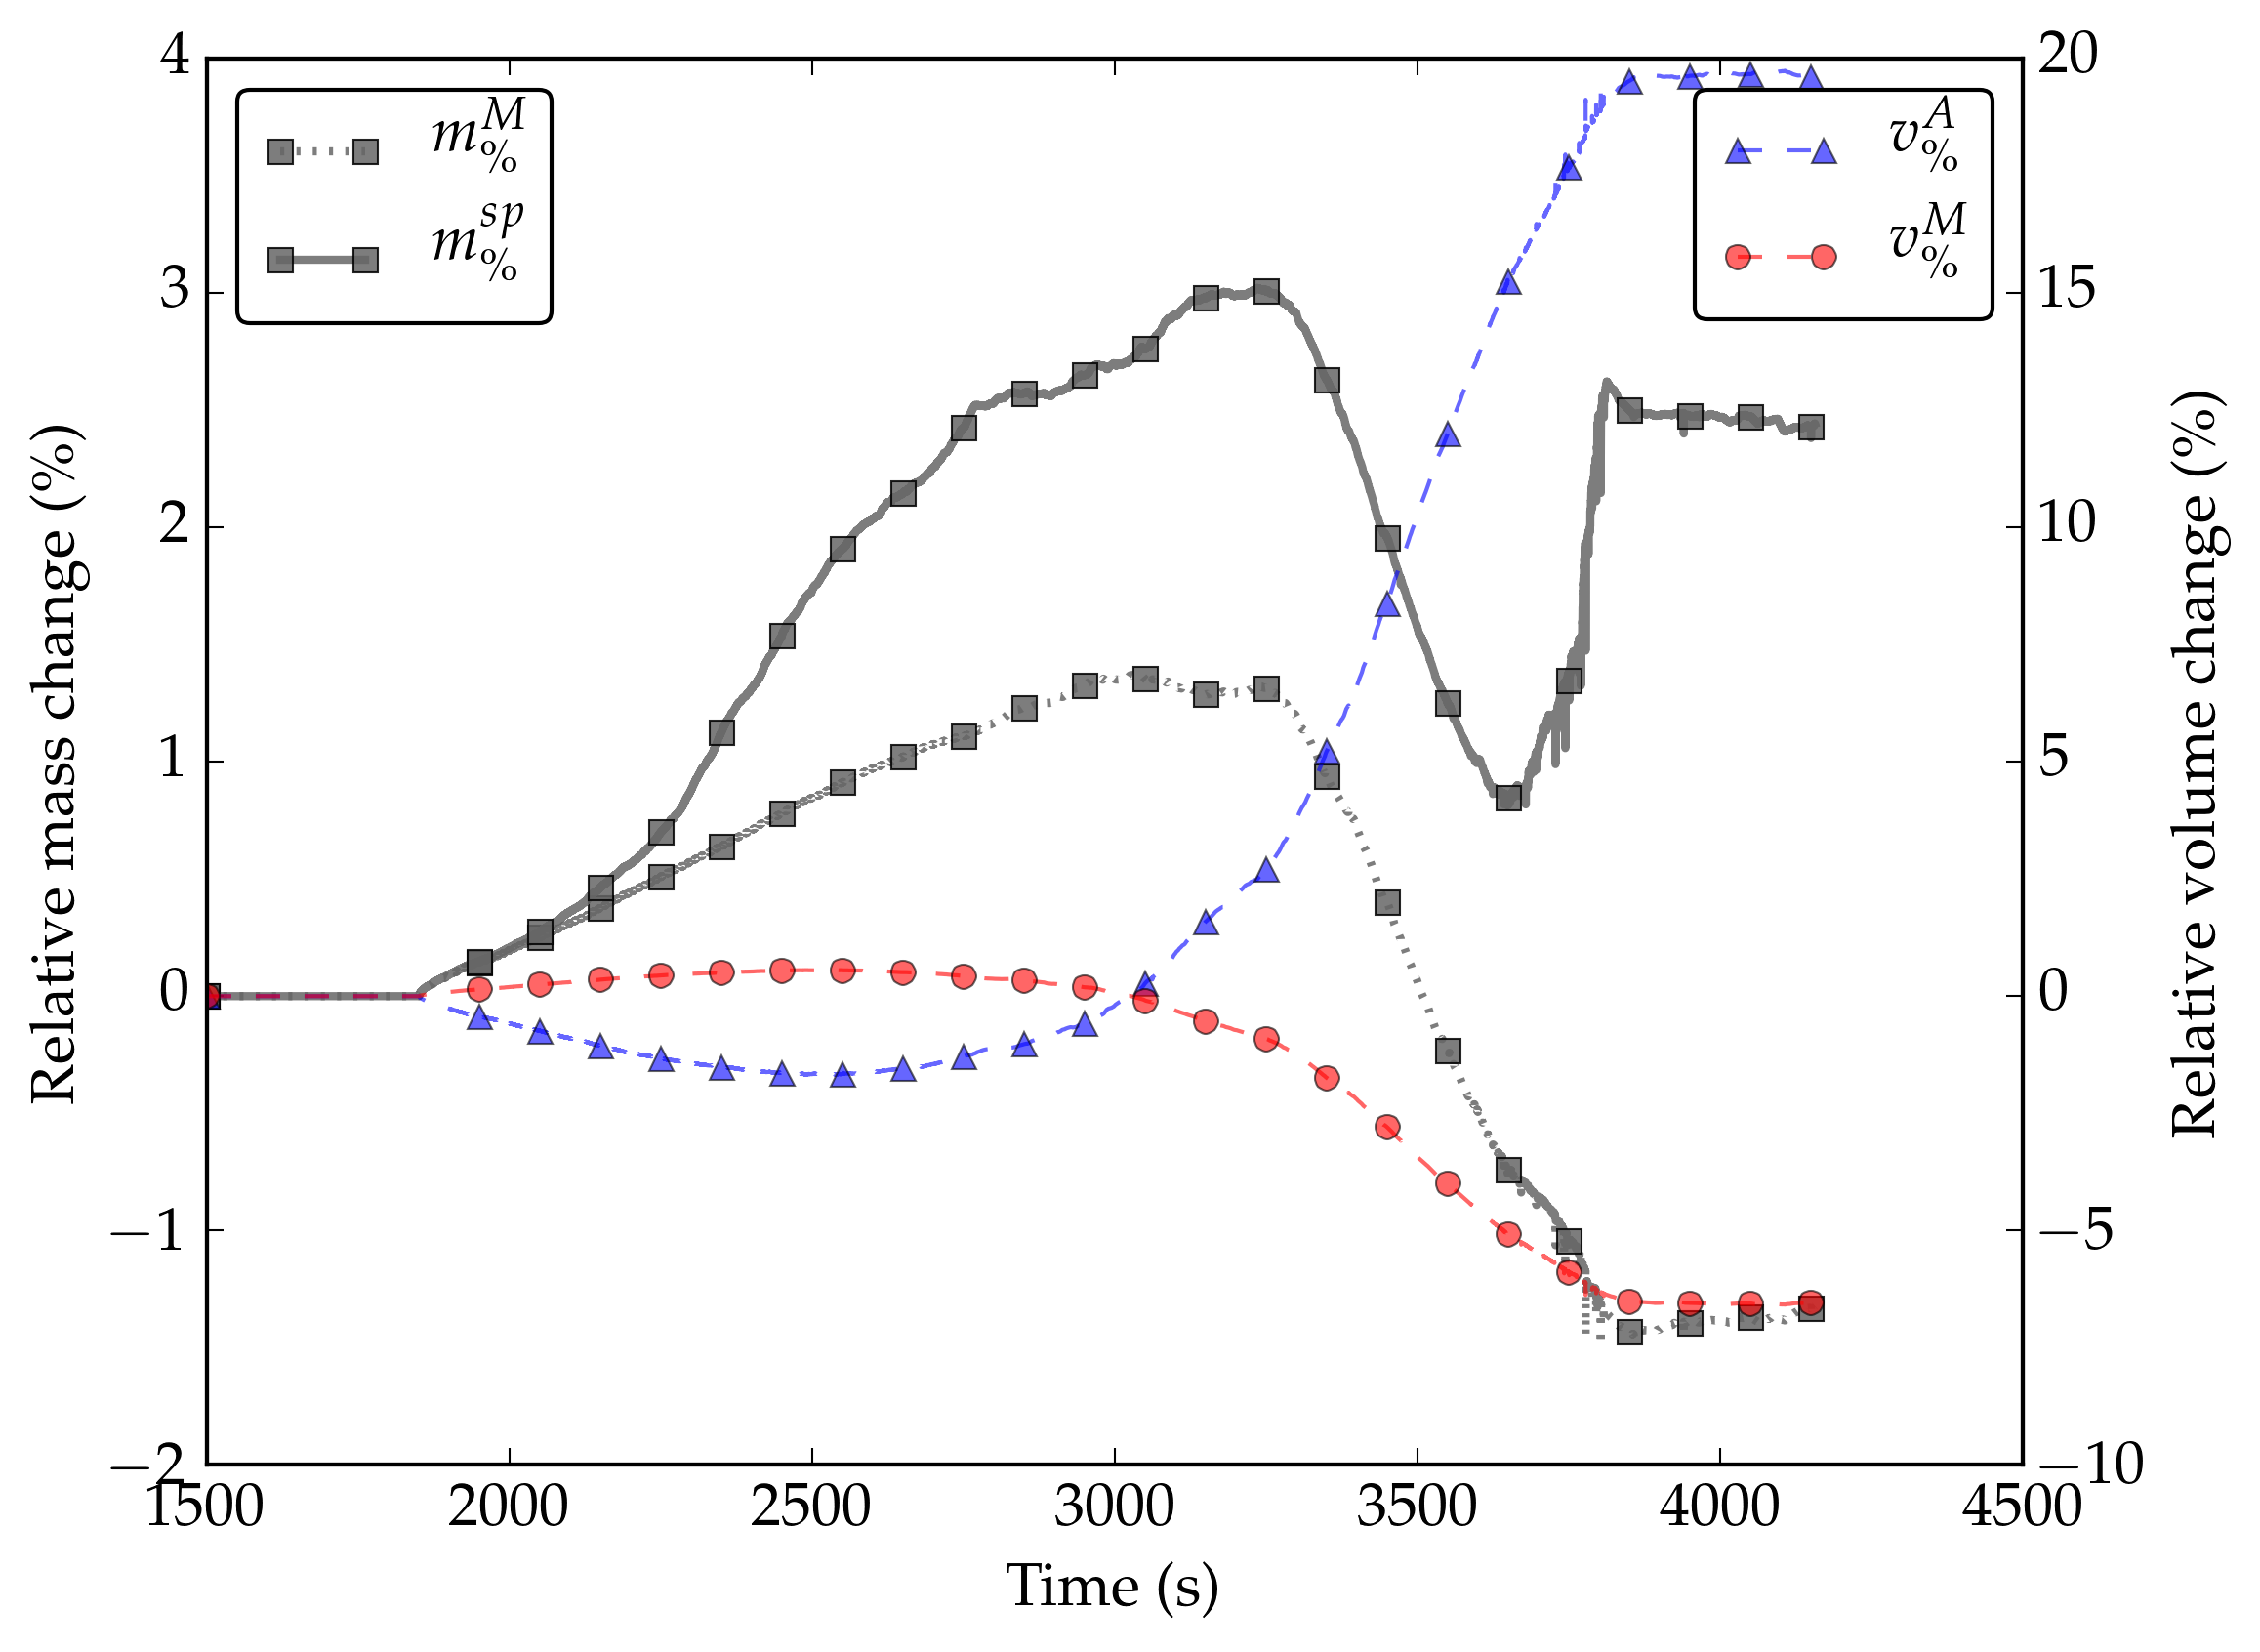 4
3
2
1
0
−1
−2
Relative mass change (%)
m^M_%
m^sp_%
v^A_%
v^M_%
20
15
10
5
0
−5
−10
Relative volume change (%)
1500 2000 2500 3000 3500 4000 4500
Time (s)